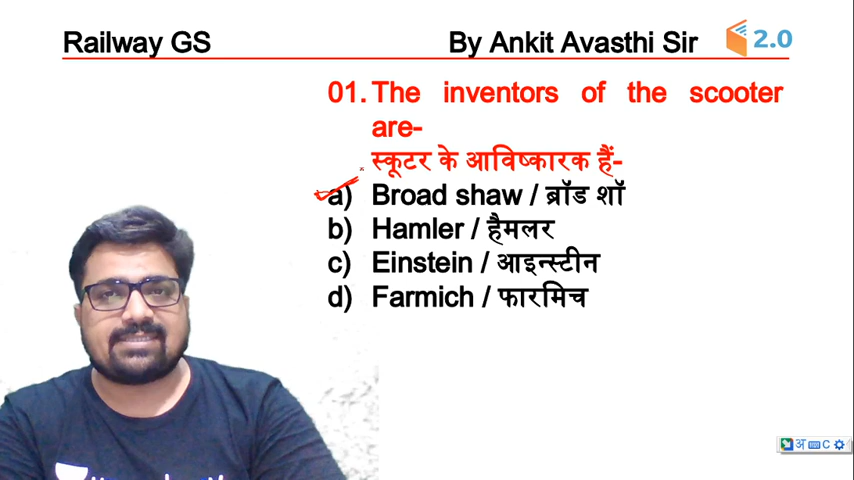 Railway GS By Ankit Avasthi Sir 2.0
01. The inventors of the scooter
are-
स्कूटर के आविष्कारक हैं-
a) Broad shaw / ब्रॉड शॉ
b) Hamler / हैमलर
c) Einstein / आइन्स्टीन
d) Farmich / फारमिच
अ C